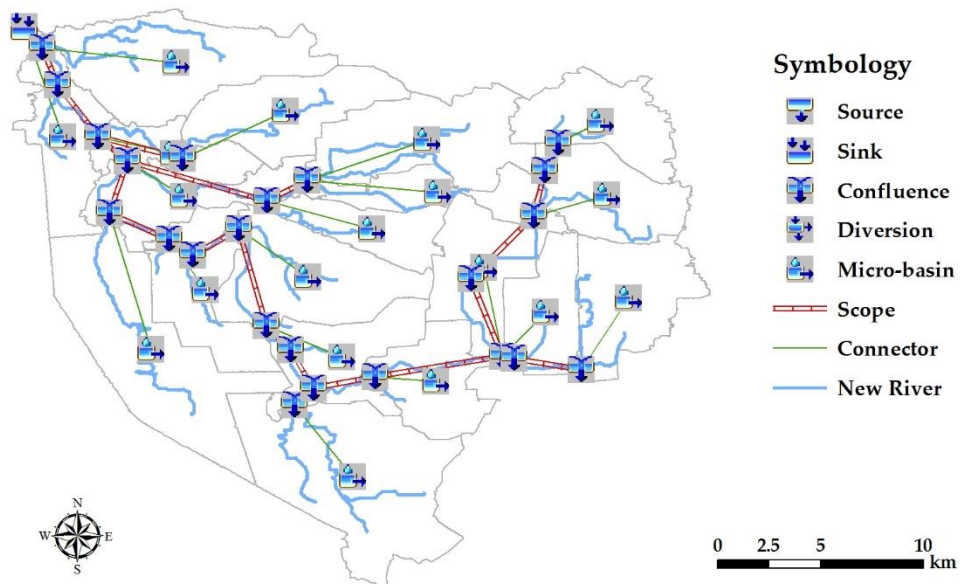 Symbology
Source
Sink
Confluence
Diversion
Micro-basin
Scope
Connector
New River
N
W E
S
0 2.5 5 10
km